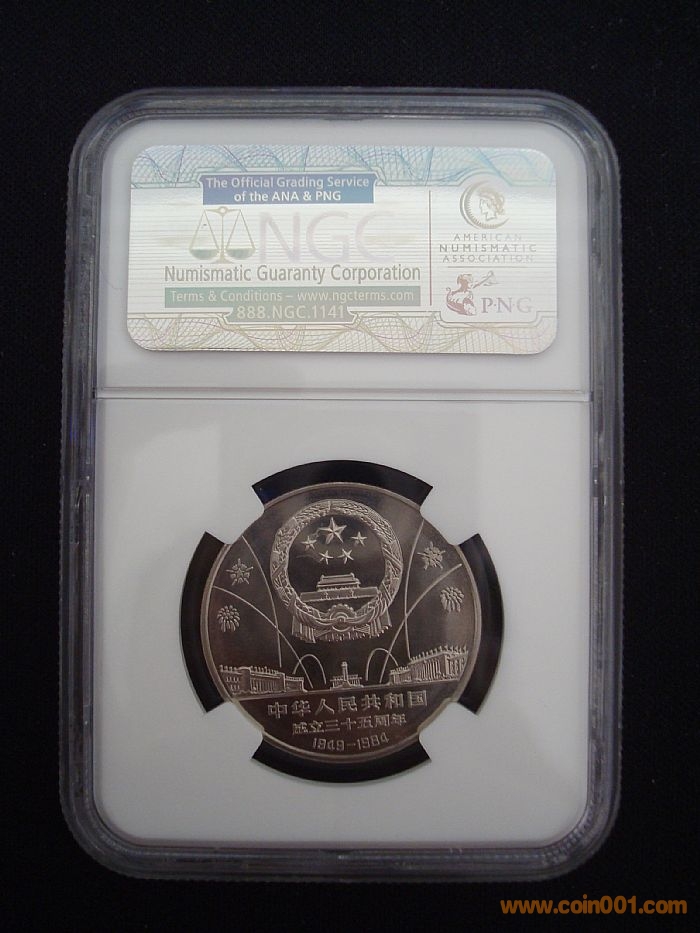 The Official Grading Service
of the ANA & PNG
NGC
Numismatic Guaranty Corporation
Terms & Conditions – www.ngcterms.com
888.NGC.1141
AMERICAN
NUMISMATIC
ASSOCIATION
P·N·G
中华人民共和国
成立三十五周年
1949-1984
www.coin001.com